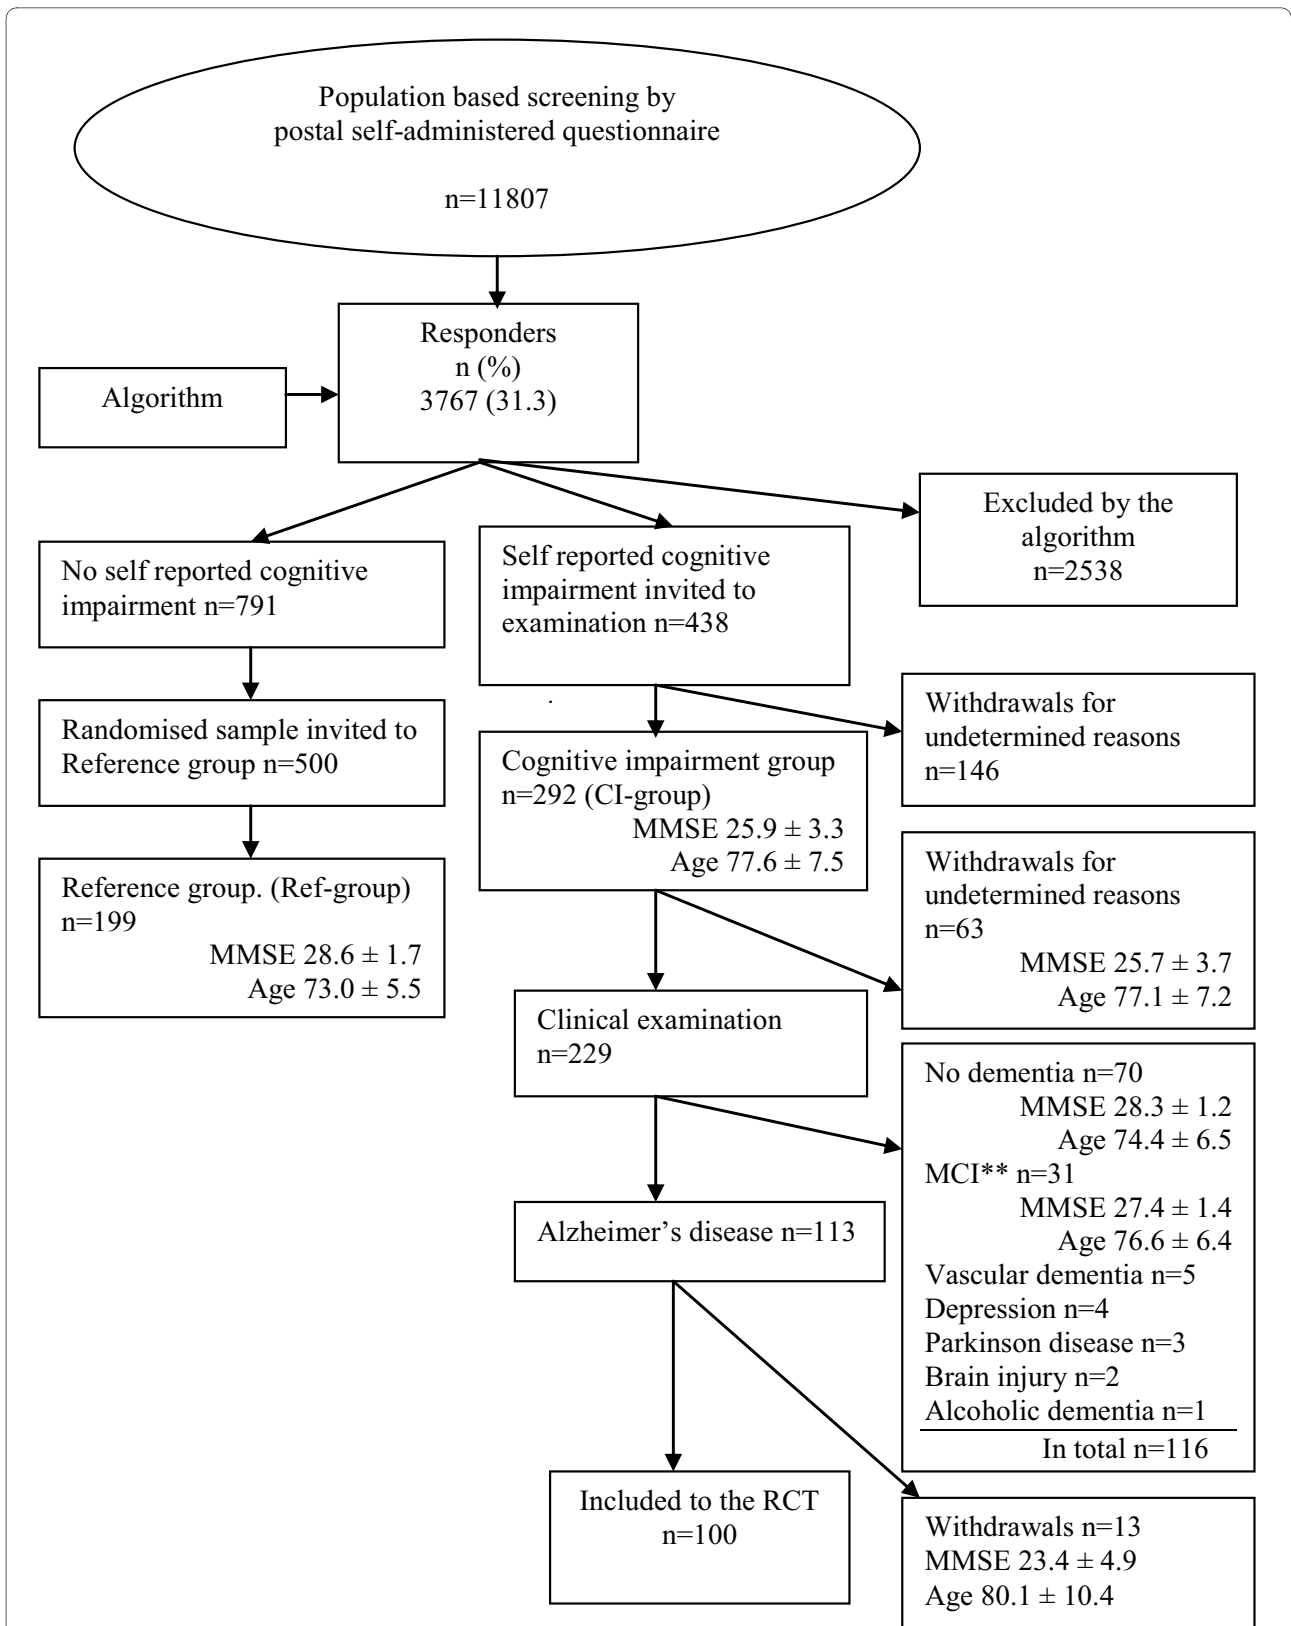 Population based screening by
postal self-administered questionnaire
n=11807
Responders
n (%)
3767 (31.3)
Algorithm
Excluded by the
algorithm
n=2538
No self reported cognitive
impairment n=791
Self reported cognitive
impairment invited to
examination n=438
Randomised sample invited to
Reference group n=500
Withdrawals for
undetermined reasons
n=146
Cognitive impairment group
n=292 (CI-group)
MMSE 25.9 ± 3.3
Age 77.6 ± 7.5
Reference group. (Ref-group)
n=199
MMSE 28.6 ± 1.7
Age 73.0 ± 5.5
Withdrawals for
undetermined reasons
n=63
MMSE 25.7 ± 3.7
Age 77.1 ± 7.2
Clinical examination
n=229
No dementia n=70
MMSE 28.3 ± 1.2
Age 74.4 ± 6.5
MCI** n=31
MMSE 27.4 ± 1.4
Age 76.6 ± 6.4
Vascular dementia n=5
Depression n=4
Parkinson disease n=3
Brain injury n=2
Alcoholic dementia n=1
In total n=116
Alzheimer's disease n=113
Included to the RCT
n=100
Withdrawals n=13
MMSE 23.4 ± 4.9
Age 80.1 ± 10.4